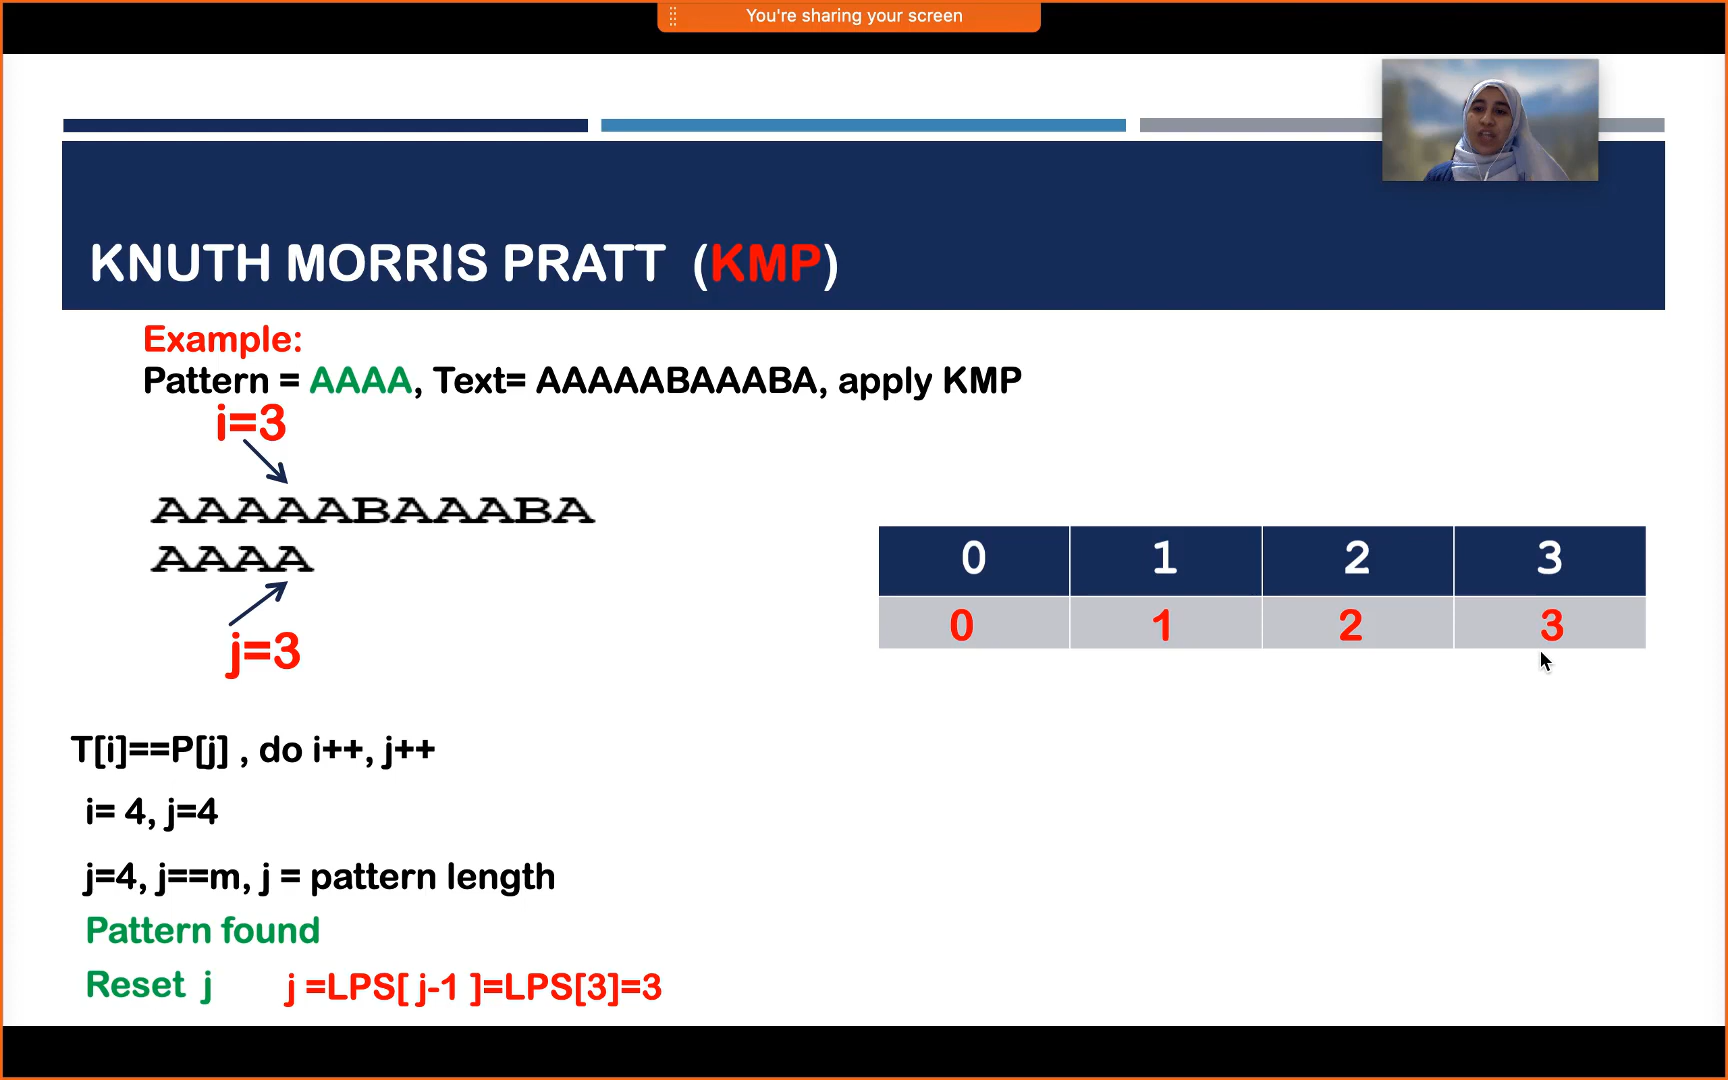 You're sharing your screen
KNUTH MORRIS PRATT (KMP)
Example:
Pattern = AAAA, Text= AAAAABAAABA, apply KMP
i=3
AAAAABAAABA
AAAA
j=3
0 1 2 3
0 1 2 3
T[i]==P[j] , do i++, j++
i= 4, j=4
j=4, j==m, j = pattern length
Pattern found
Reset j j =LPS[ j-1 ]=LPS[3]=3